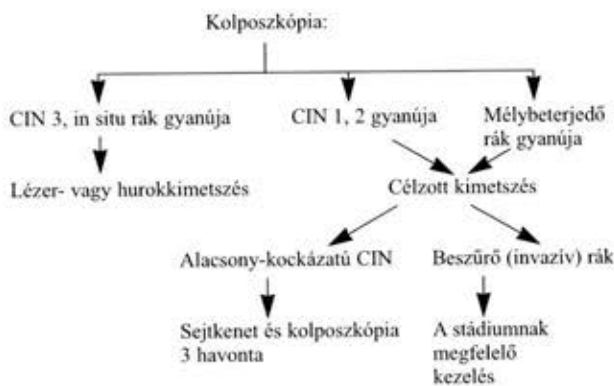 Kolposzkópia:
CIN 3, in situ rák gyanúja
CIN 1, 2 gyanúja
Mélybeterjedő
rák gyanúja
Lézer- vagy hurokkimetszés
Célzott kimetszés
Alacsony-kockázatú CIN
Beszűrő (invazív) rák
Sejtkenet és kolposzkópia
3 havonta
A stádiumnak
megfelelő
kezelés